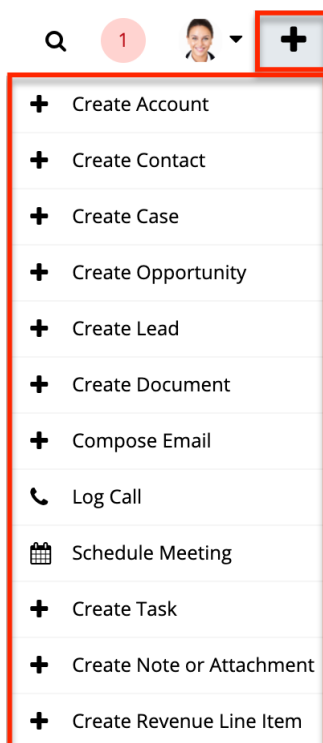 1
Create Account
Create Contact
Create Case
Create Opportunity
Create Lead
Create Document
Compose Email
Log Call
Schedule Meeting
Create Task
Create Note or Attachment
Create Revenue Line Item